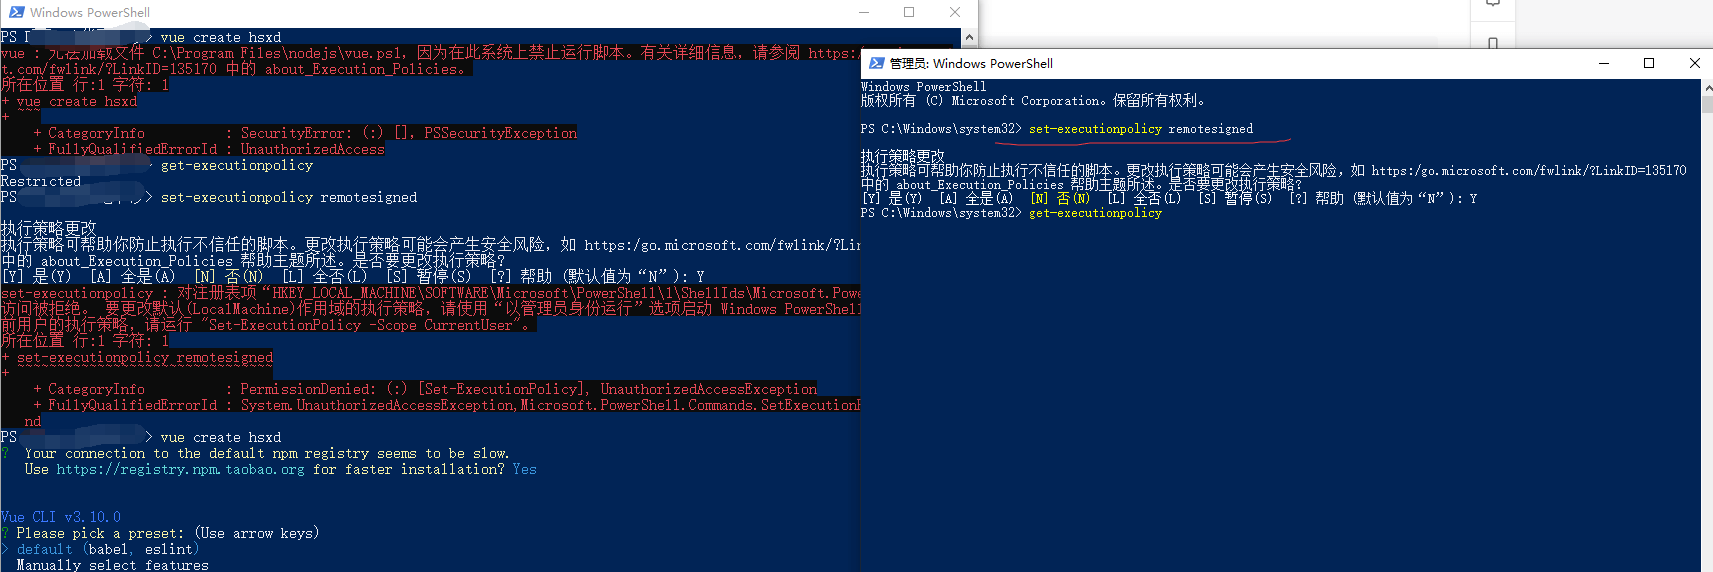 Windows PowerShell
PS vue create hsxd
vue : 无法加载文件 C:\Program Files\nodejs\vue.ps1，因为在此系统上禁止运行脚本。有关详细信息，请参阅 https:/
t.com/fwlink/?LinkID=135170 中的 about_Execution_Policies。
所在位置 行:1 字符: 1
+ vue create hsxd
+ ~~~
+ CategoryInfo : SecurityError: (:) [], PSSecurityException
+ FullyQualifiedErrorId : UnauthorizedAccess
PS > get-executionpolicy
Restricted
PS > set-executionpolicy remotesigned
执行策略更改
执行策略可帮助你防止执行不信任的脚本。更改执行策略可能会产生安全风险，如 https:/go.microsoft.com/fwlink/?Lin
中的 about_Execution_Policies 帮助主题所述。是否要更改执行策略?
[Y] 是(Y) [A] 全是(A) [N] 否(N) [L] 全否(L) [S] 暂停(S) [?] 帮助 (默认值为“N”): Y
set-executionpolicy : 对注册表项“HKEY_LOCAL_MACHINE\SOFTWARE\Microsoft\PowerShell\1\ShellIds\Microsoft.Powe
访问被拒绝。 要更改默认(LocalMachine)作用域的执行策略，请使用“以管理员身份运行”选项启动 Windows PowerShell
前用户的执行策略，请运行 "Set-ExecutionPolicy -Scope CurrentUser"。
所在位置 行:1 字符: 1
+ set-executionpolicy remotesigned
+ ~~~~~~~~~~~~~~~~~~~~~~~~~~~~~~~~
+ CategoryInfo : PermissionDenied: (:) [Set-ExecutionPolicy], UnauthorizedAccessException
+ FullyQualifiedErrorId : System.UnauthorizedAccessException,Microsoft.PowerShell.Commands.SetExecutionP
nd
PS > vue create hsxd
? Your connection to the default npm registry seems to be slow.
Use https://registry.npm.taobao.org for faster installation? Yes
Vue CLI v3.10.0
? Please pick a preset: (Use arrow keys)
> default (babel, eslint)
Manually select features
管理员: Windows PowerShell
Windows PowerShell
版权所有 (C) Microsoft Corporation。保留所有权利。
PS C:\Windows\system32> set-executionpolicy remotesigned
执行策略更改
执行策略可帮助你防止执行不信任的脚本。更改执行策略可能会产生安全风险，如 https:/go.microsoft.com/fwlink/?LinkID=135170
中的 about_Execution_Policies 帮助主题所述。是否要更改执行策略?
[Y] 是(Y) [A] 全是(A) [N] 否(N) [L] 全否(L) [S] 暂停(S) [?] 帮助 (默认值为“N”): Y
PS C:\Windows\system32> get-executionpolicy